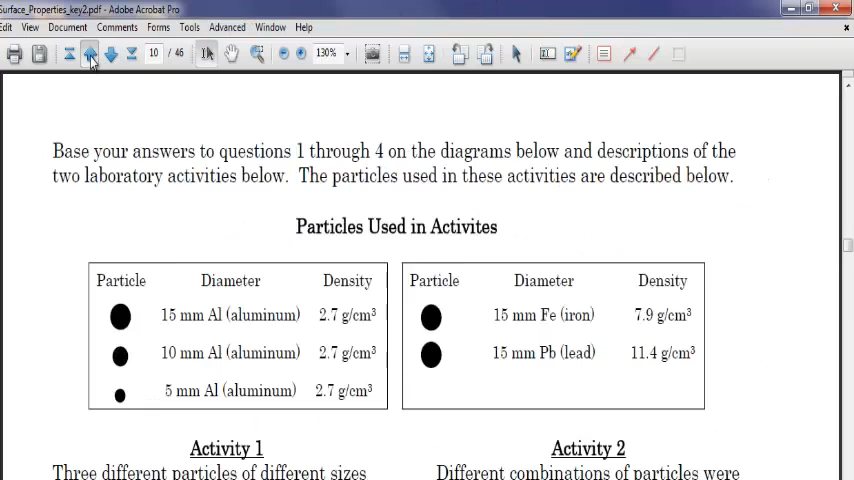 Surface_Properties_key2.pdf - Adobe Acrobat Pro
Edit View Document Comments Forms Tools Advanced Window Help
10 / 46 130%
Base your answers to questions 1 through 4 on the diagrams below and descriptions of the
two laboratory activities below. The particles used in these activities are described below.
Particles Used in Activites
Particle Diameter Density
15 mm Al (aluminum) 2.7 g/cm³
10 mm Al (aluminum) 2.7 g/cm³
5 mm Al (aluminum) 2.7 g/cm³
Particle Diameter Density
15 mm Fe (iron) 7.9 g/cm³
15 mm Pb (lead) 11.4 g/cm³
Activity 1
Three different particles of different sizes
Activity 2
Different combinations of particles were